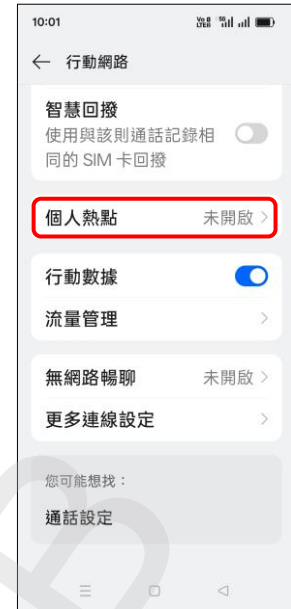 10:01
← 行動網路
智慧回撥
使用與該則通話記錄相
同的 SIM 卡回撥
個人熱點 未開啟 >
行動數據
流量管理 >
無網路暢聊 未開啟 >
更多連線設定 >
您可能想找：
通話設定